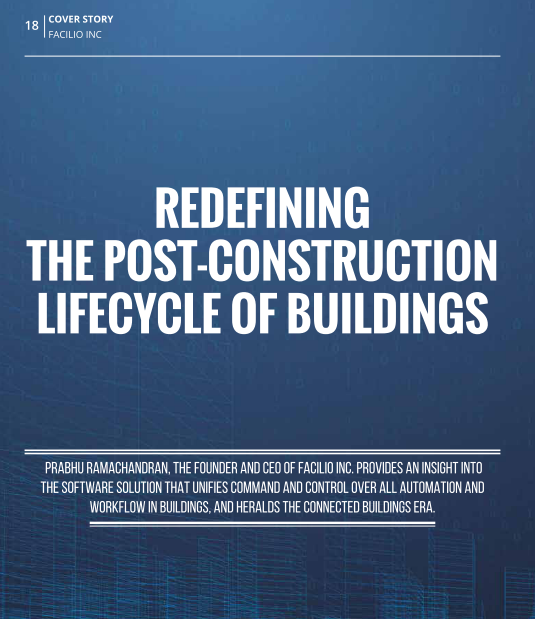 18
COVER STORY
FACILIO INC
REDEFINING
THE POST-CONSTRUCTION
LIFECYCLE OF BUILDINGS
PRABHU RAMACHANDRAN, THE FOUNDER AND CEO OF FACILIO INC. PROVIDES AN INSIGHT INTO
THE SOFTWARE SOLUTION THAT UNIFIES COMMAND AND CONTROL OVER ALL AUTOMATION AND
WORKFLOW IN BUILDINGS, AND HERALDS THE CONNECTED BUILDINGS ERA.